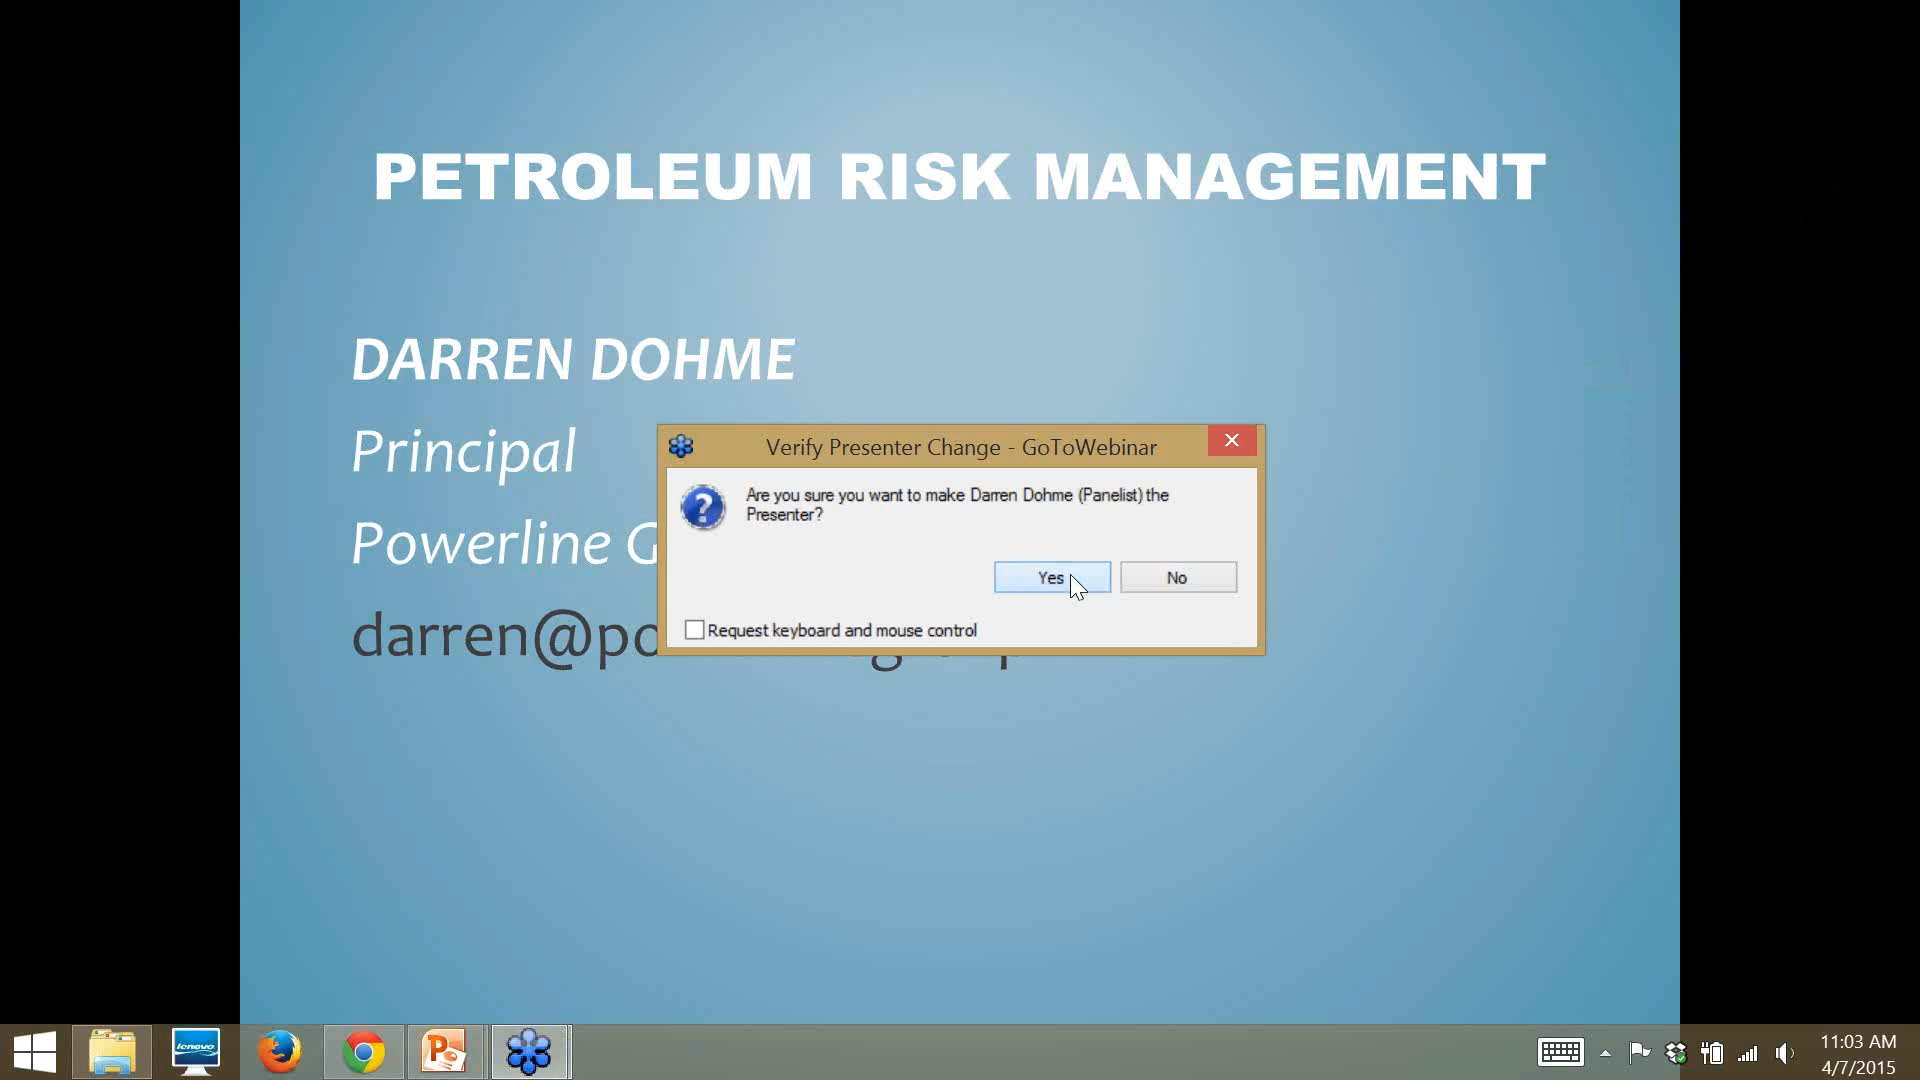 PETROLEUM RISK MANAGEMENT
DARREN DOHME
Principal
Powerline G
darren@po
Verify Presenter Change - GoToWebinar
Are you sure you want to make Darren Dohme (Panelist) the
Presenter?
Yes
No
Request keyboard and mouse control
lenovo
11:03 AM
4/7/2015